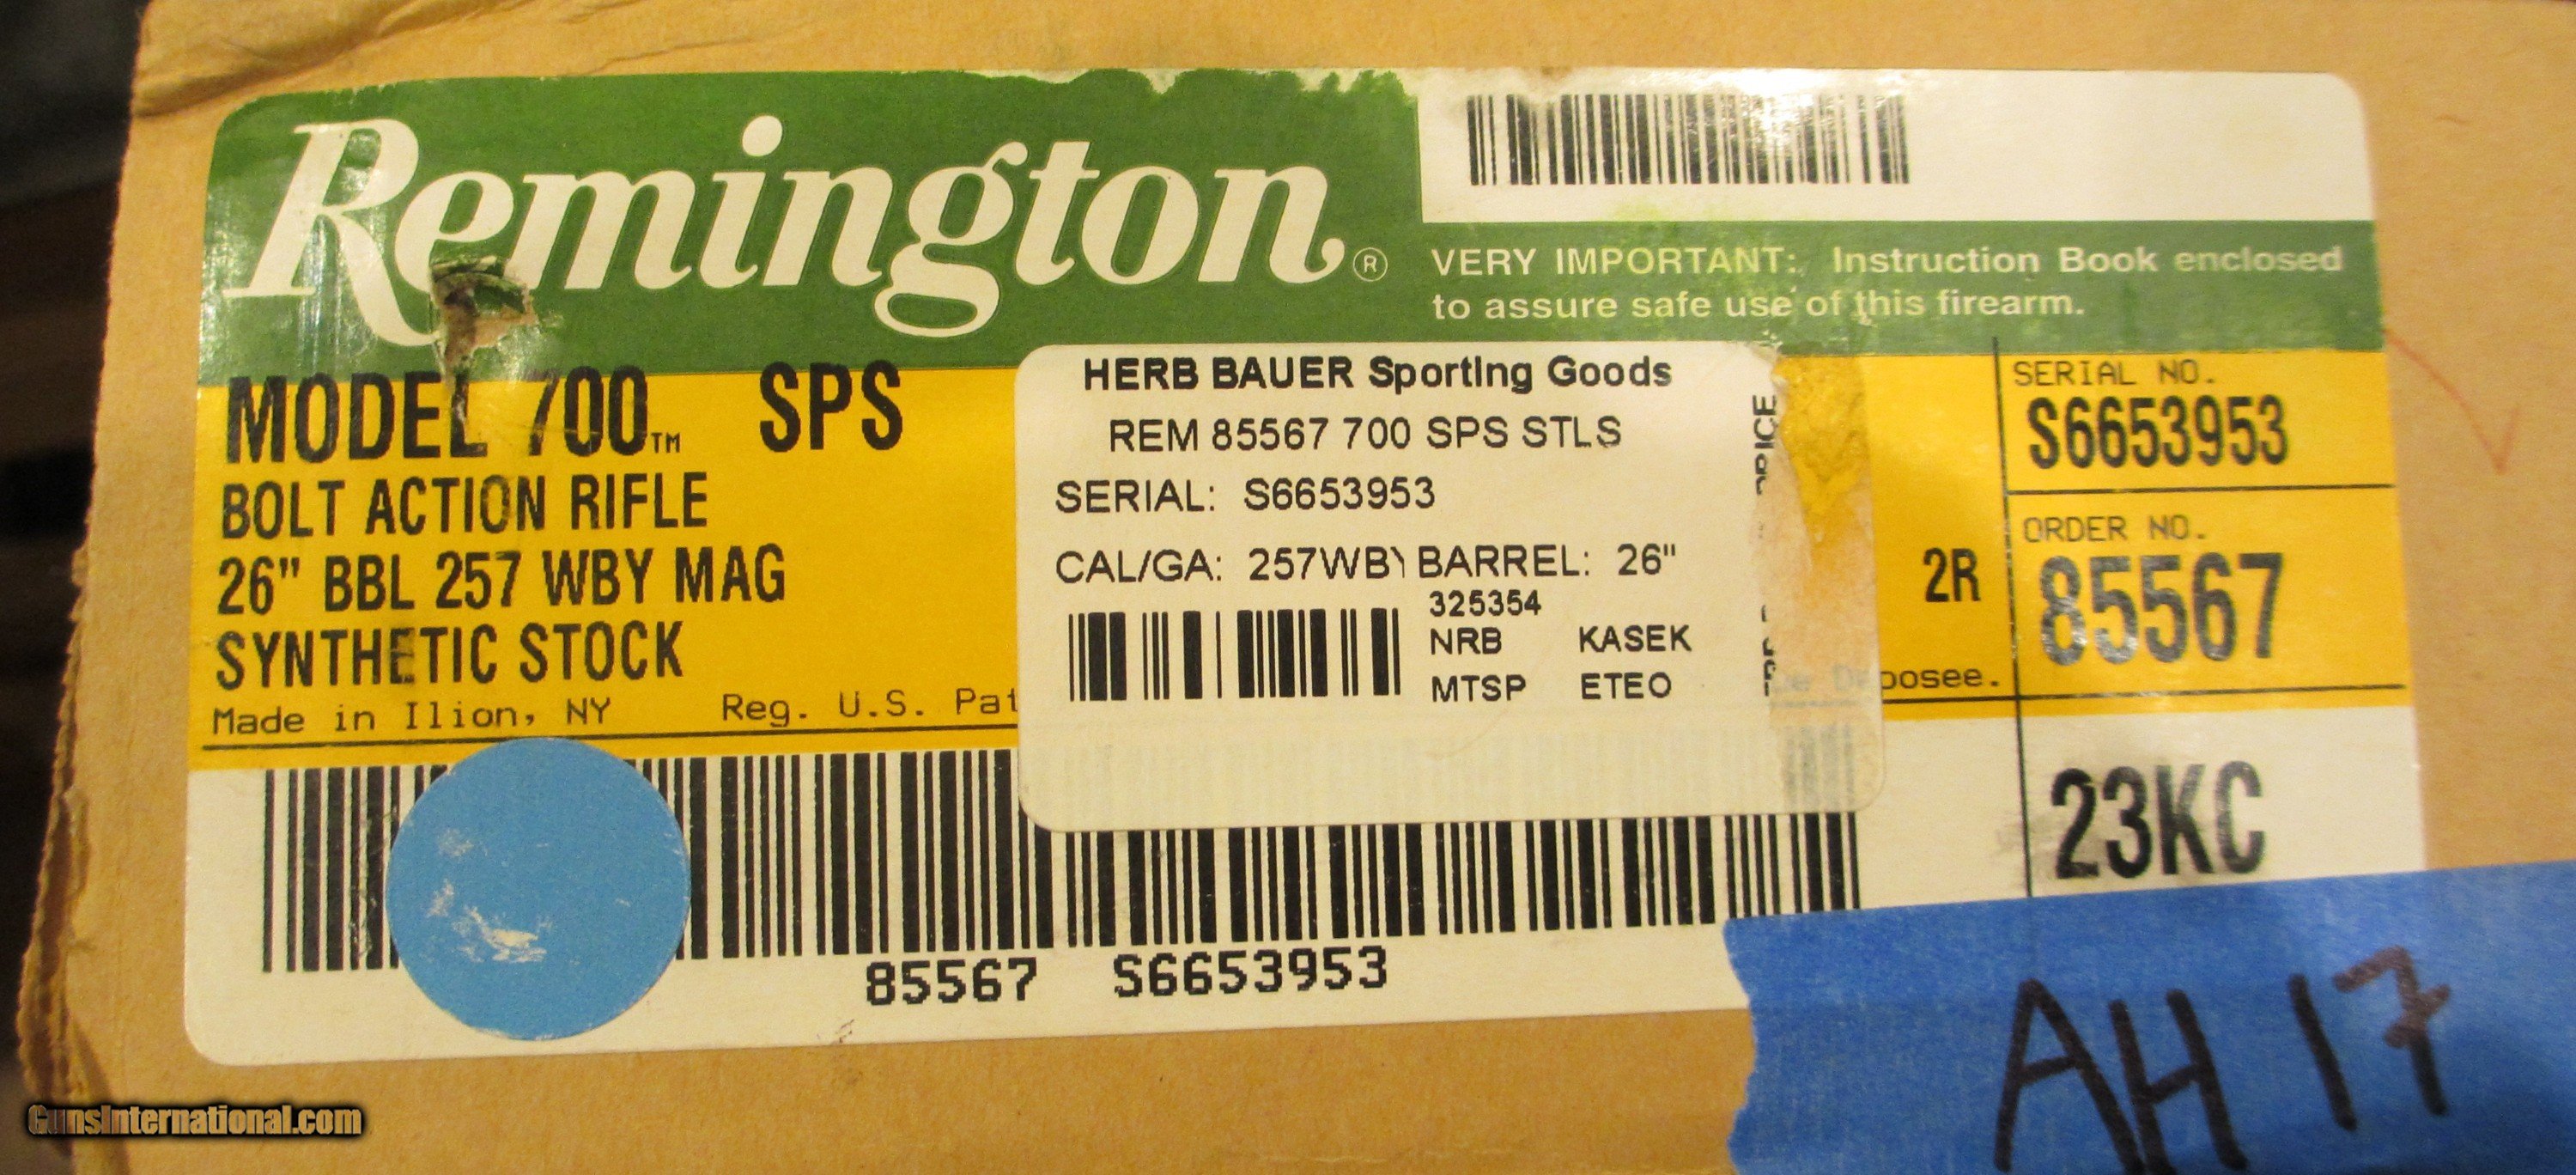 Remington®
VERY IMPORTANT: Instruction Book enclosed
to assure safe use of this firearm.
MODEL 700™ SPS
BOLT ACTION RIFLE
26" BBL 257 WBY MAG
SYNTHETIC STOCK
Made in Ilion, NY Reg. U.S. Pat
HERB BAUER Sporting Goods
REM 85567 700 SPS STLS
SERIAL: S6653953
CAL/GA: 257WBY BARREL: 26"
325354
NRB KASEK
MTSP ETEO
2R
posee.
SERIAL NO.
S6653953
ORDER NO.
85567
23KC
85567 S6653953
AH 17
GunsInternational.com